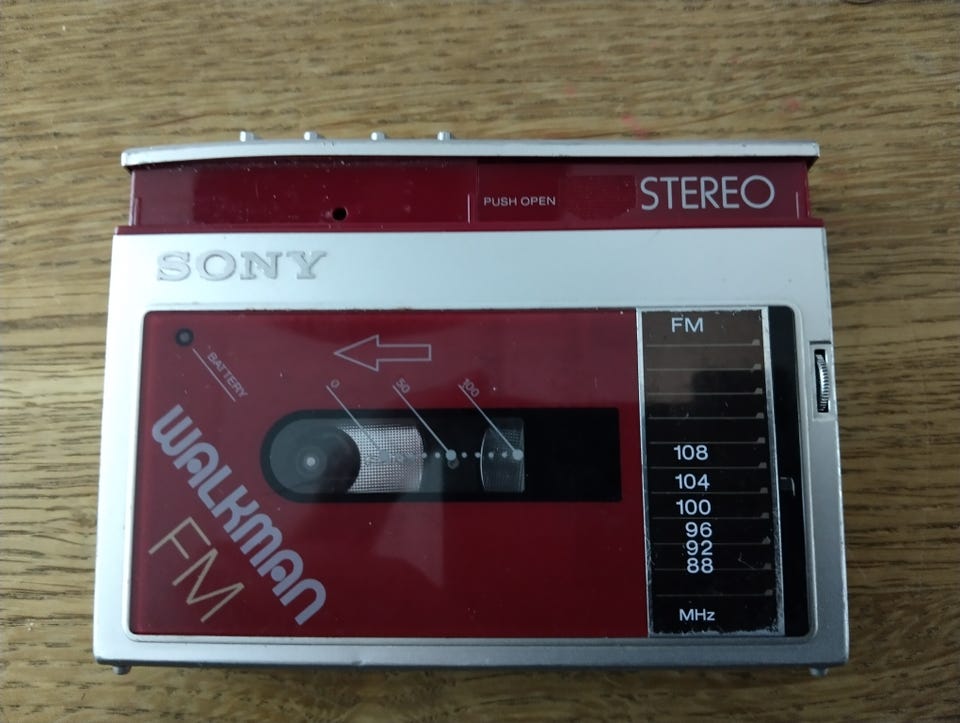 PUSH OPEN
STEREO
SONY
FM
BATTERY
0
50
100
WALKMAN
FM
108
104
100
96
92
88
MHz